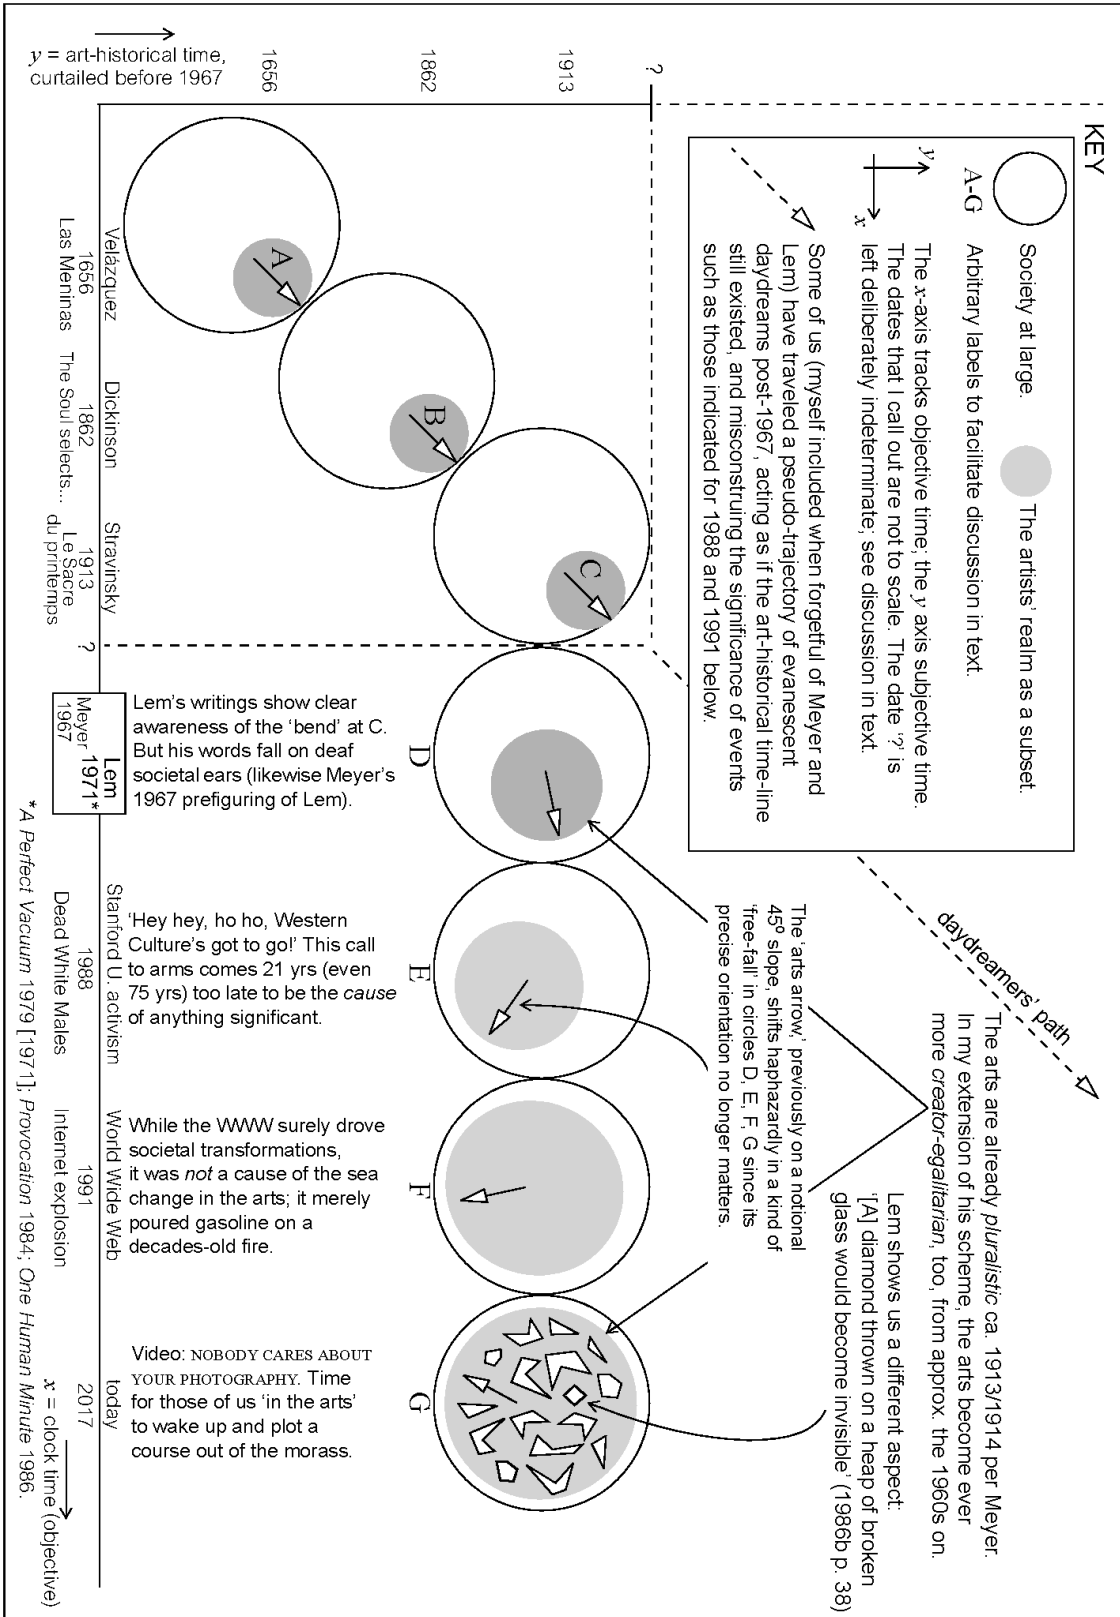 KEY
Society at large.
The artists' realm as a subset.
A-G
Arbitrary labels to facilitate discussion in text.
y
x
The x-axis tracks objective time; the y axis subjective time.
The dates that I call out are not to scale. The date '?' is
left deliberately indeterminate; see discussion in text.
Some of us (myself included when forgetful of Meyer and
Lem) have traveled a pseudo-trajectory of evanescent
daydreams post-1967, acting as if the art-historical time-line
still existed, and misconstruing the significance of events
such as those indicated for 1988 and 1991 below.
daydreamers' path
The arts are already pluralistic ca. 1913/1914 per Meyer.
In my extension of his scheme, the arts become ever
more creator-egalitarian, too, from approx. the 1960s on.
Lem shows us a different aspect:
'[A] diamond thrown on a heap of broken
glass would become invisible' (1986b p. 38)
The 'arts arrow,' previously on a notional
45° slope, shifts haphazardly in a kind of
'free-fall' in circles D, E, F, G since its
precise orientation no longer matters.
?
1913
1862
1656
y = art-historical time,
curtailed before 1967
A
B
C
D
E
F
G
Lem's writings show clear
awareness of the 'bend' at C.
But his words fall on deaf
societal ears (likewise Meyer's
1967 prefiguring of Lem).
'Hey hey, ho ho, Western
Culture's got to go!' This call
to arms comes 21 yrs (even
75 yrs) too late to be the cause
of anything significant.
While the WWW surely drove
societal transformations,
it was not a cause of the sea
change in the arts; it merely
poured gasoline on a
decades-old fire.
Video: NOBODY CARES ABOUT
YOUR PHOTOGRAPHY. Time
for those of us 'in the arts'
to wake up and plot a
course out of the morass.
Velázquez
1656
Las Meninas
Dickinson
1862
The Soul selects...
Stravinsky
1913
Le Sacre
du printemps
?
Lem
1971*
Meyer
1967
Stanford U. activism
1988
Dead White Males
World Wide Web
1991
Internet explosion
today
2017
x = clock time (objective)
*A Perfect Vacuum 1979 [1971]; Provocation 1984; One Human Minute 1986.